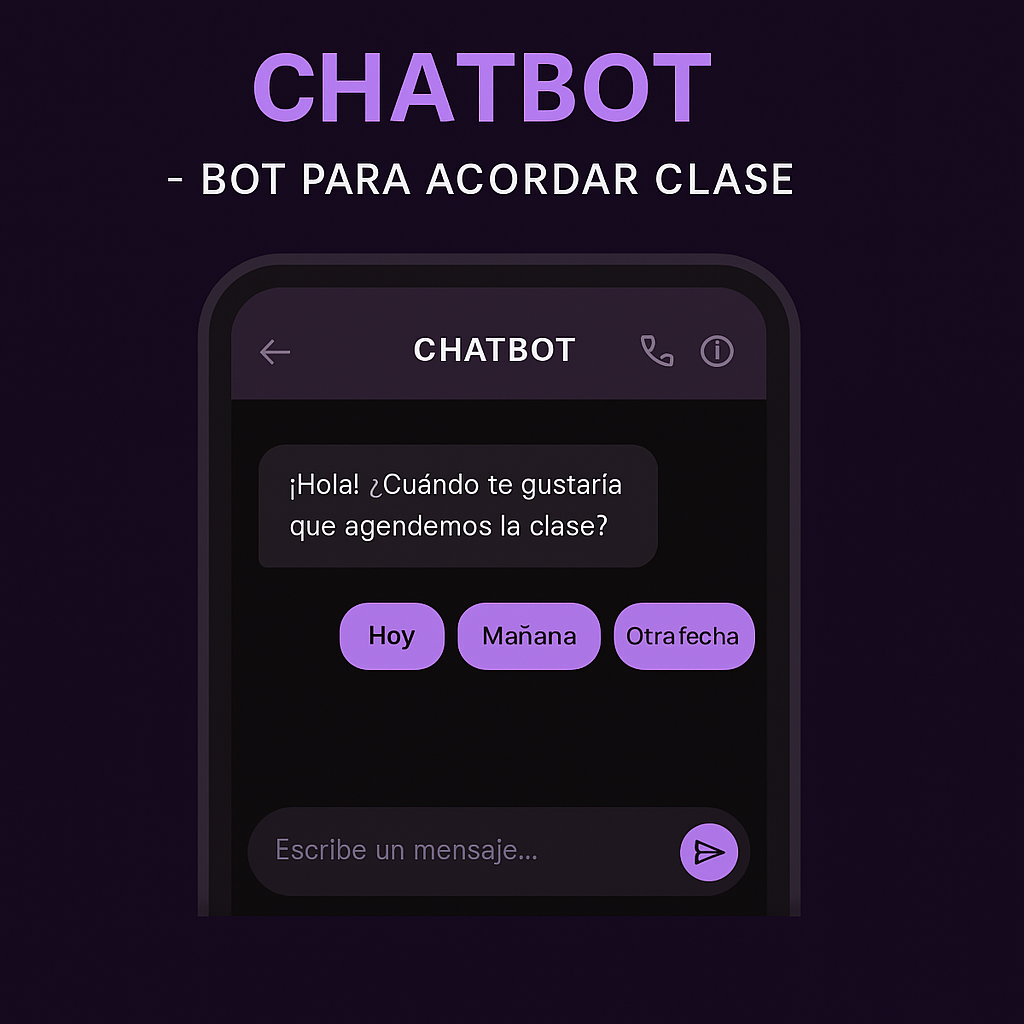 CHATBOT
- BOT PARA ACORDAR CLASE
CHATBOT
¡Hola! ¿Cuándo te gustaría
que agendemos la clase?
Hoy
Mañana
Otra fecha
Escribe un mensaje...